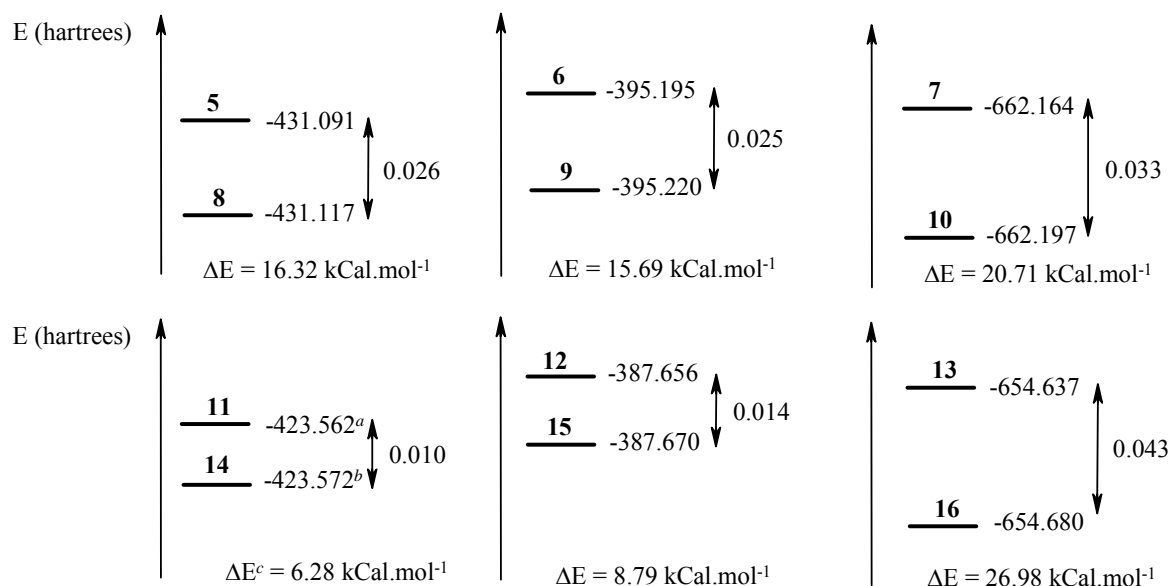 E (hartrees)
5
-431.091
0.026
8
-431.117
ΔE = 16.32 kCal.mol⁻¹
6
-395.195
0.025
9
-395.220
ΔE = 15.69 kCal.mol⁻¹
7
-662.164
0.033
10
-662.197
ΔE = 20.71 kCal.mol⁻¹
E (hartrees)
11
-423.562ᵃ
0.010
14
-423.572ᵇ
ΔEᶜ = 6.28 kCal.mol⁻¹
12
-387.656
0.014
15
-387.670
ΔE = 8.79 kCal.mol⁻¹
13
-654.637
0.043
16
-654.680
ΔE = 26.98 kCal.mol⁻¹